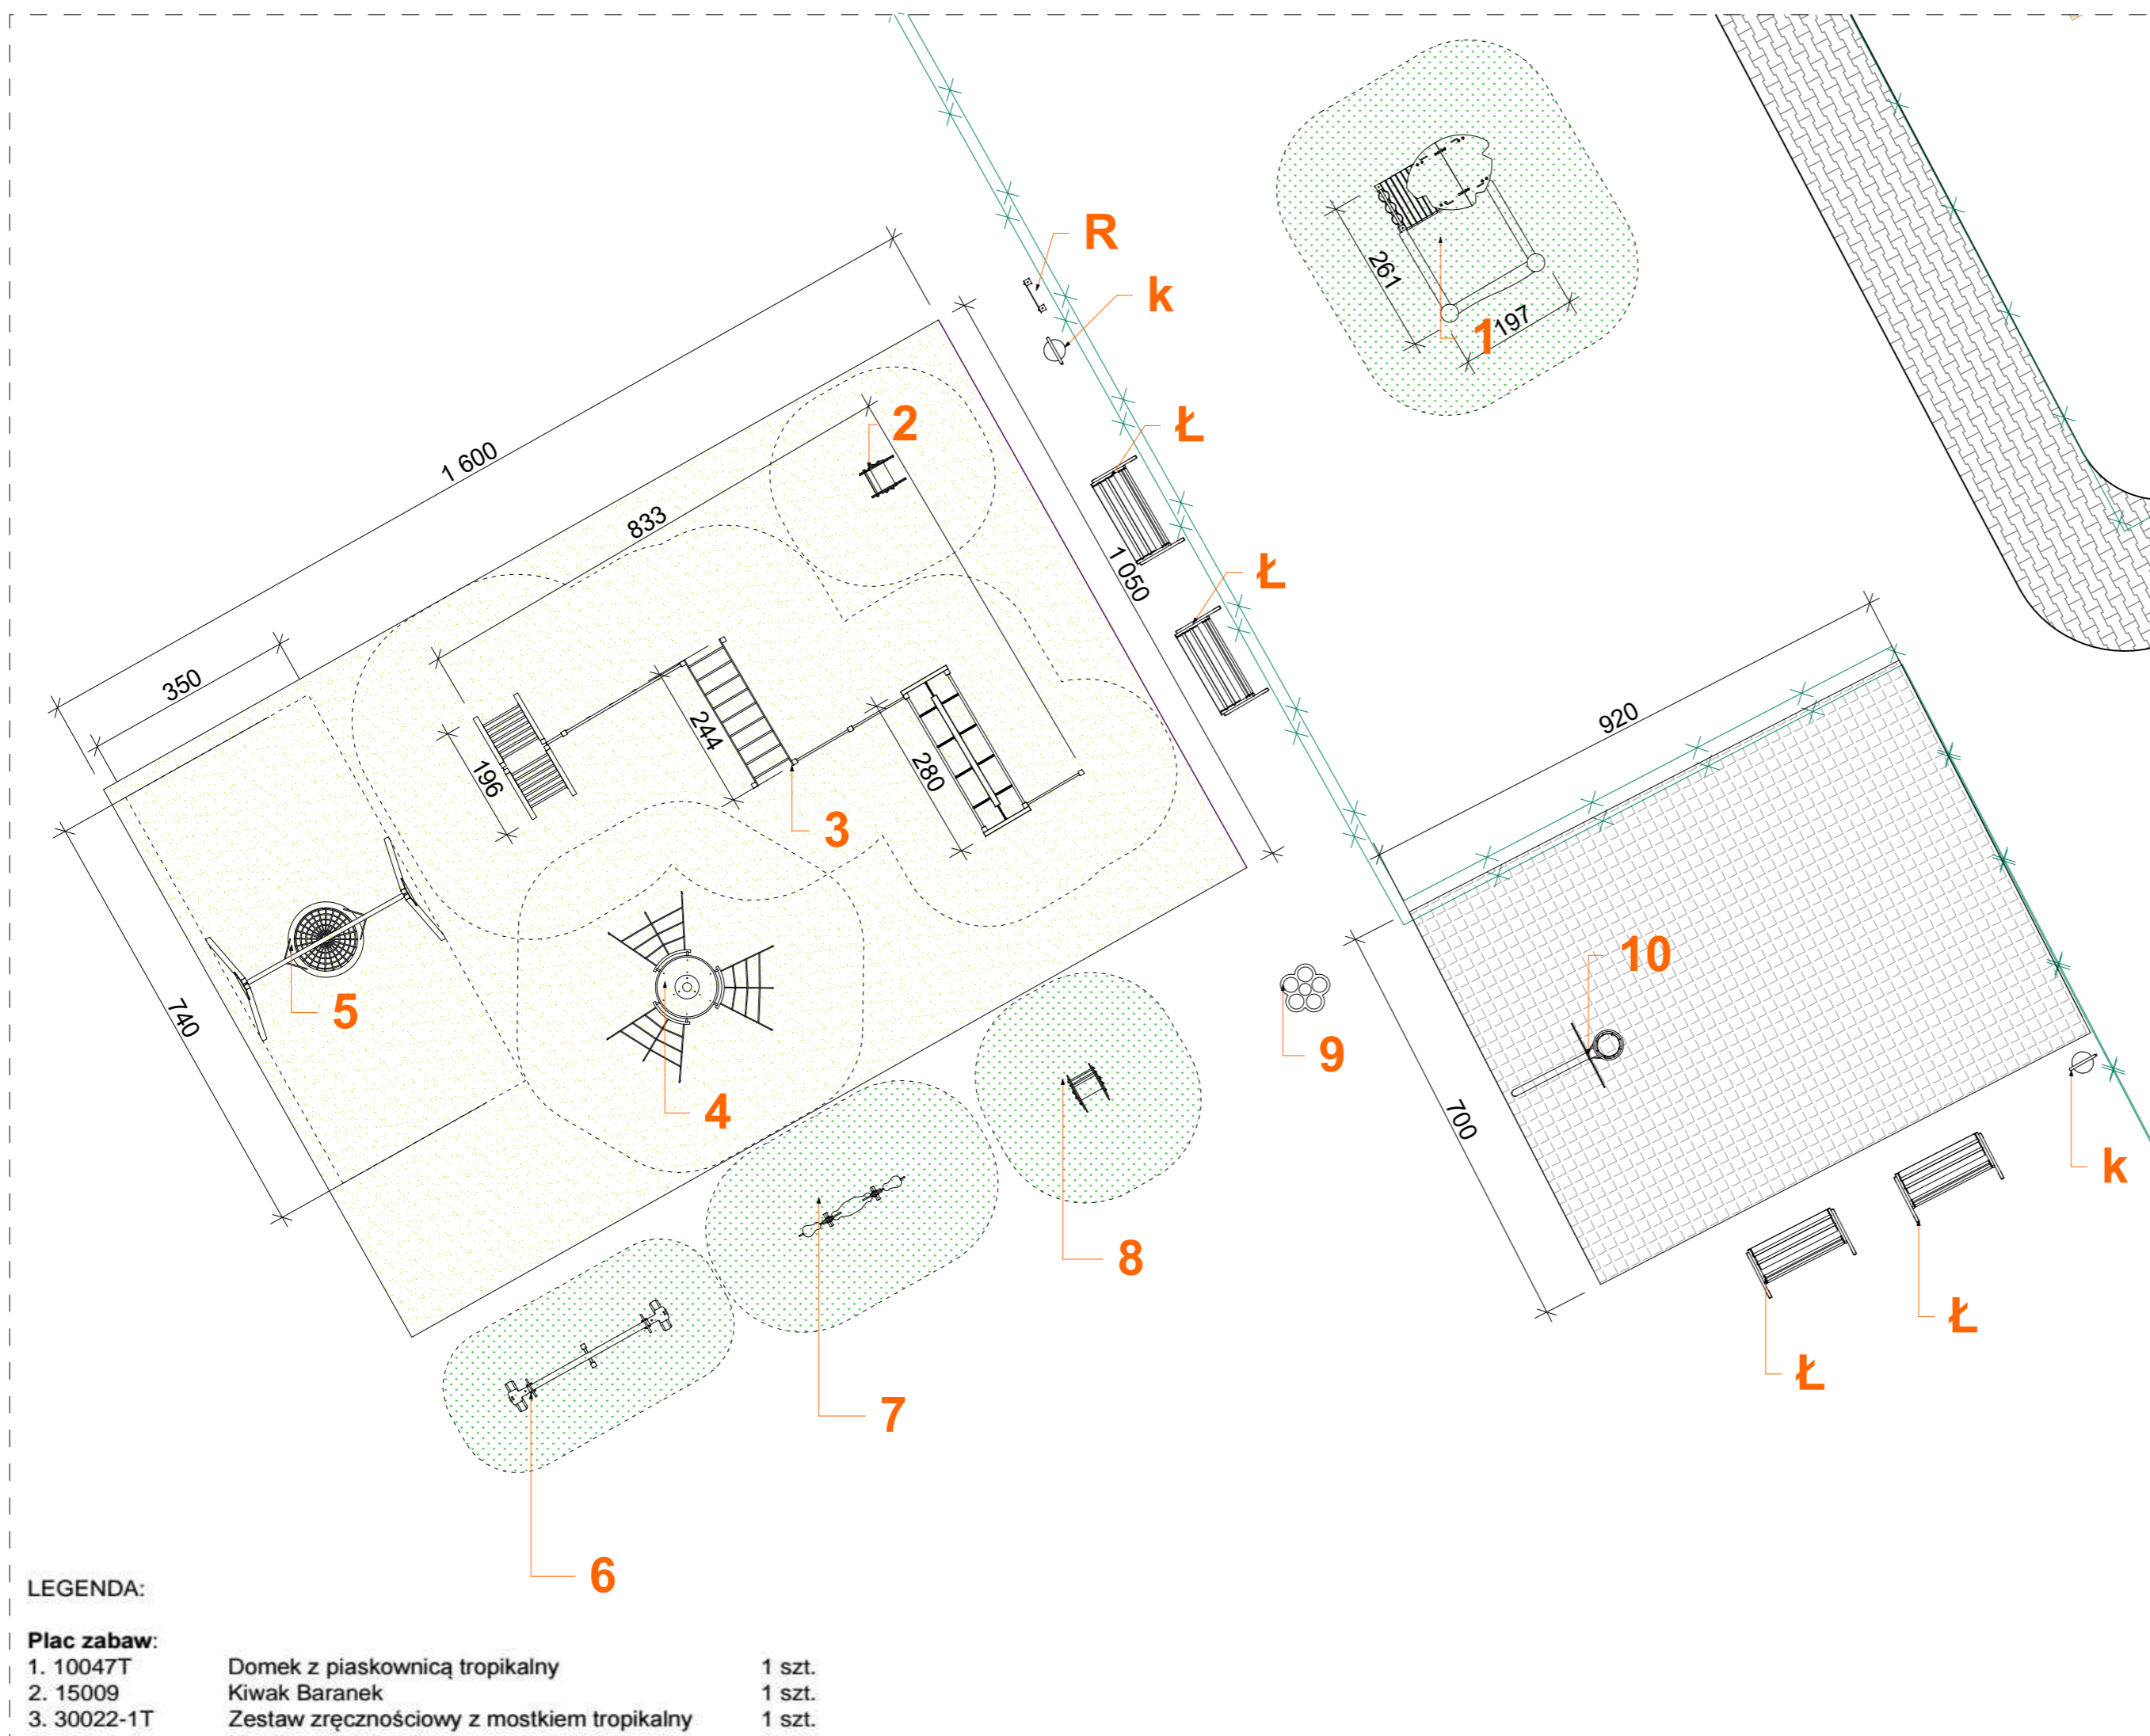 R
k
261
197
1
2
1 600
Ł
833
1 050
Ł
350
244
196
280
920
3
5
10
740
9
4
700
k
8
Ł
Ł
7
6
LEGENDA:
Plac zabaw:
1. 10047T Domek z piaskownicą tropikalny 1 szt.
2. 15009 Kiwak Baranek 1 szt.
3. 30022-1T Zestaw zręcznościowy z mostkiem tropikalny 1 szt.